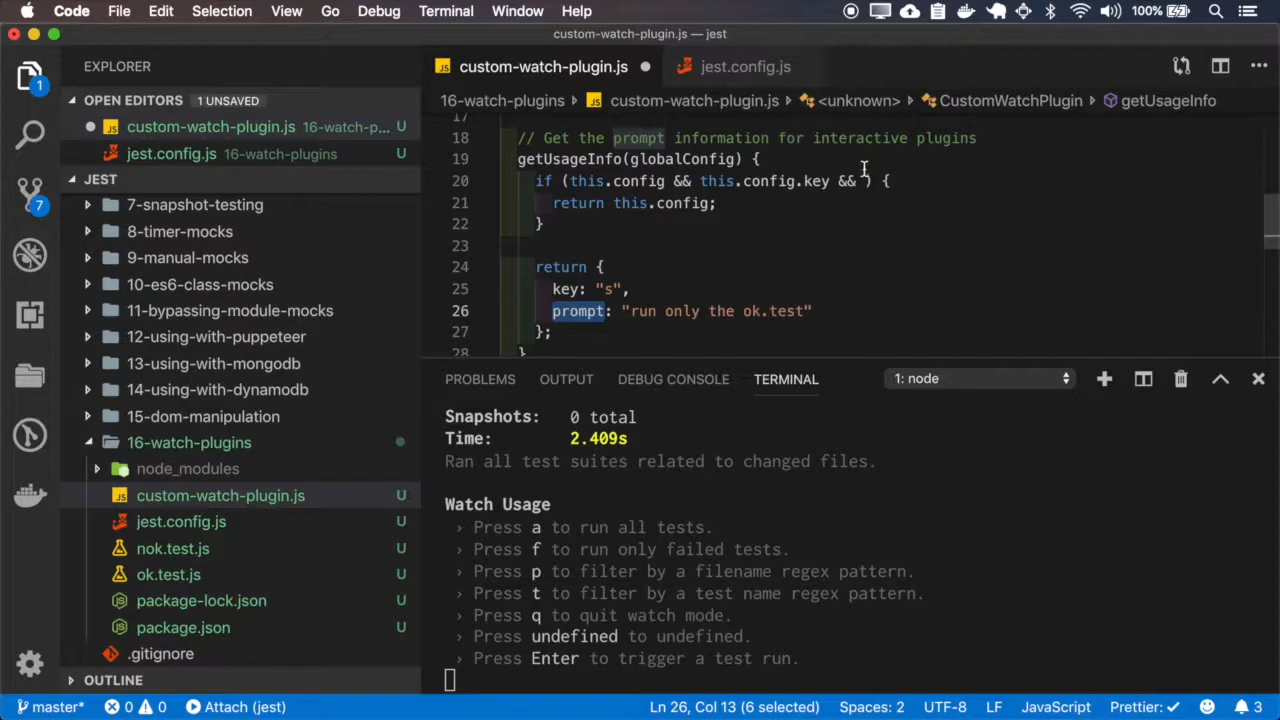 Code File Edit Selection View Go Debug Terminal Window Help 100%
custom-watch-plugin.js — jest
EXPLORER
OPEN EDITORS 1 UNSAVED
JS custom-watch-plugin.js 16-watch-p... U
jest.config.js 16-watch-plugins U
JEST
7-snapshot-testing
8-timer-mocks
9-manual-mocks
10-es6-class-mocks
11-bypassing-module-mocks
12-using-with-puppeteer
13-using-with-mongodb
14-using-with-dynamodb
15-dom-manipulation
16-watch-plugins
node_modules
JS custom-watch-plugin.js U
jest.config.js U
nok.test.js U
ok.test.js U
JS package-lock.json U
JS package.json U
.gitignore
OUTLINE
1
7
JS custom-watch-plugin.js jest.config.js
16-watch-plugins JS custom-watch-plugin.js <unknown> CustomWatchPlugin getUsageInfo
17
18 // Get the prompt information for interactive plugins
19 getUsageInfo(globalConfig) {
20 if (this.config && this.config.key && ) {
21 return this.config;
22 }
23
24 return {
25 key: "s",
26 prompt: "run only the ok.test"
27 };
28 }
PROBLEMS OUTPUT DEBUG CONSOLE TERMINAL 1: node
Snapshots: 0 total
Time: 2.409s
Ran all test suites related to changed files.
Watch Usage
› Press a to run all tests.
› Press f to run only failed tests.
› Press p to filter by a filename regex pattern.
› Press t to filter by a test name regex pattern.
› Press q to quit watch mode.
› Press undefined to undefined.
› Press Enter to trigger a test run.
master* 0 0 Attach (jest) Ln 26, Col 13 (6 selected) Spaces: 2 UTF-8 LF JavaScript Prettier: ✓ 3